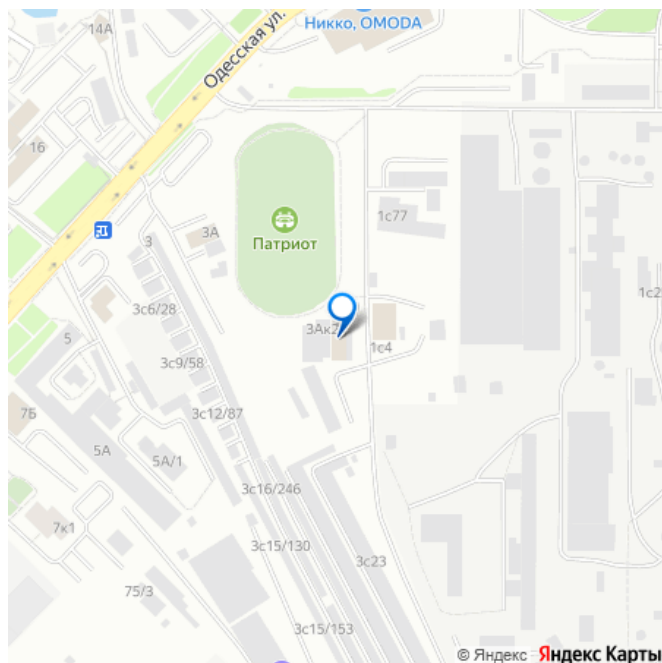 14А
Никко, OMODA
Одесская ул.
16
1с77
3А
Патриот
3
1с2
3с6/28
3Ак2
1с4
5
3с9/58
7Б
3с12/87
5А
5А/1
3с16/246
7к1
3с15/130
3с23
75/3
3с15/153
© Яндекс Яндекс Карты